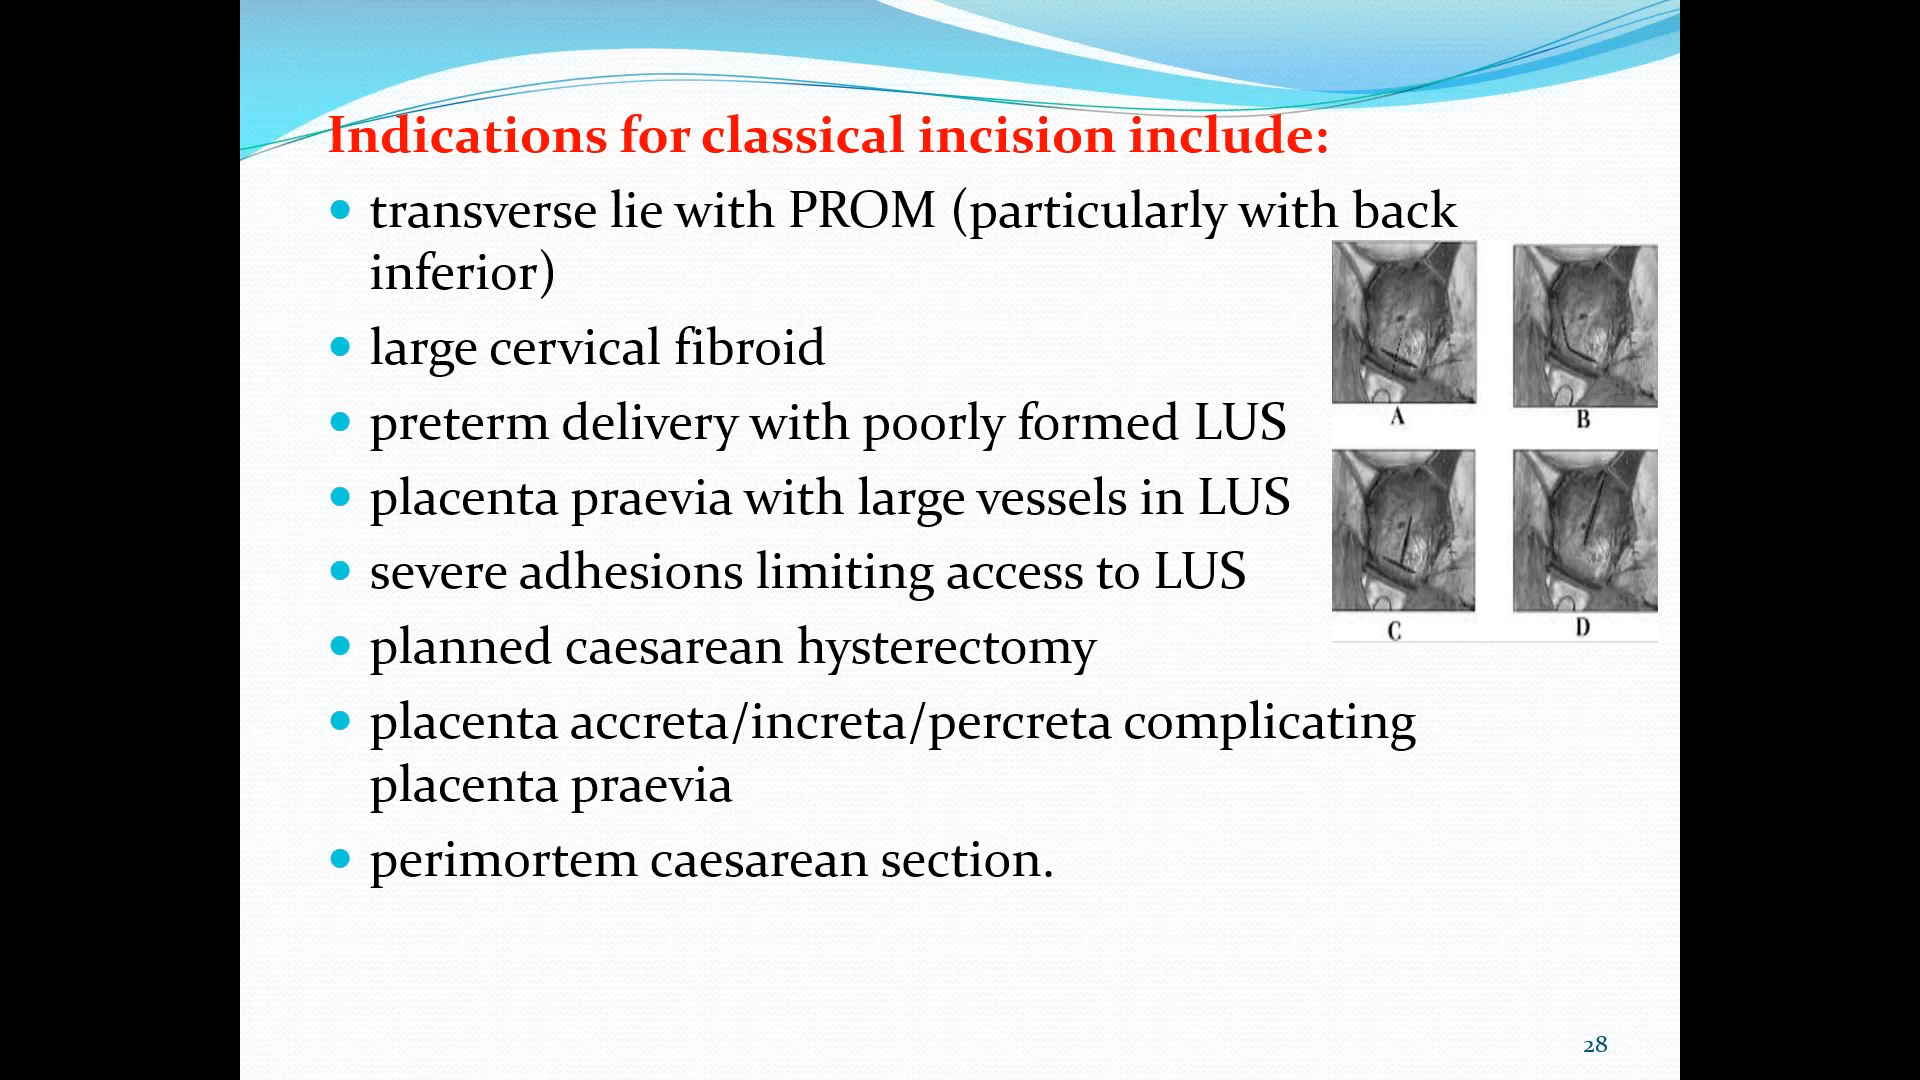 Indications for classical incision include:
transverse lie with PROM (particularly with back
inferior)
large cervical fibroid
preterm delivery with poorly formed LUS
placenta praevia with large vessels in LUS
severe adhesions limiting access to LUS
planned caesarean hysterectomy
placenta accreta/increta/percreta complicating
placenta praevia
perimortem caesarean section.
A
B
C
D
28